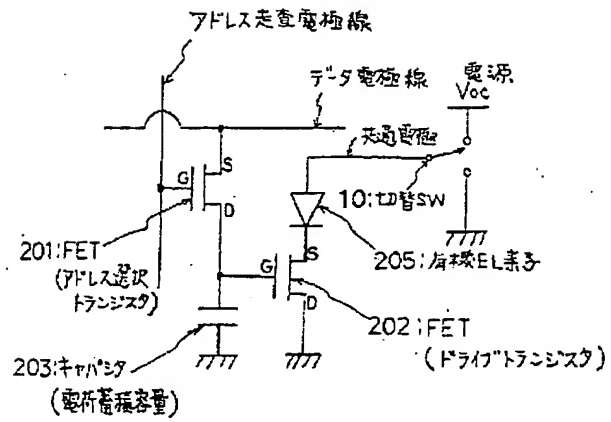 アドレス走査電極線
データ電極線
電源
Voc
共通電極
10:切替SW
S
G
D
201:FET
(アドレス選択
トランジスタ)
S
G
D
205:有機EL素子
202:FET
(ドライブトランジスタ)
203:キャパシタ
(電荷蓄積容量)